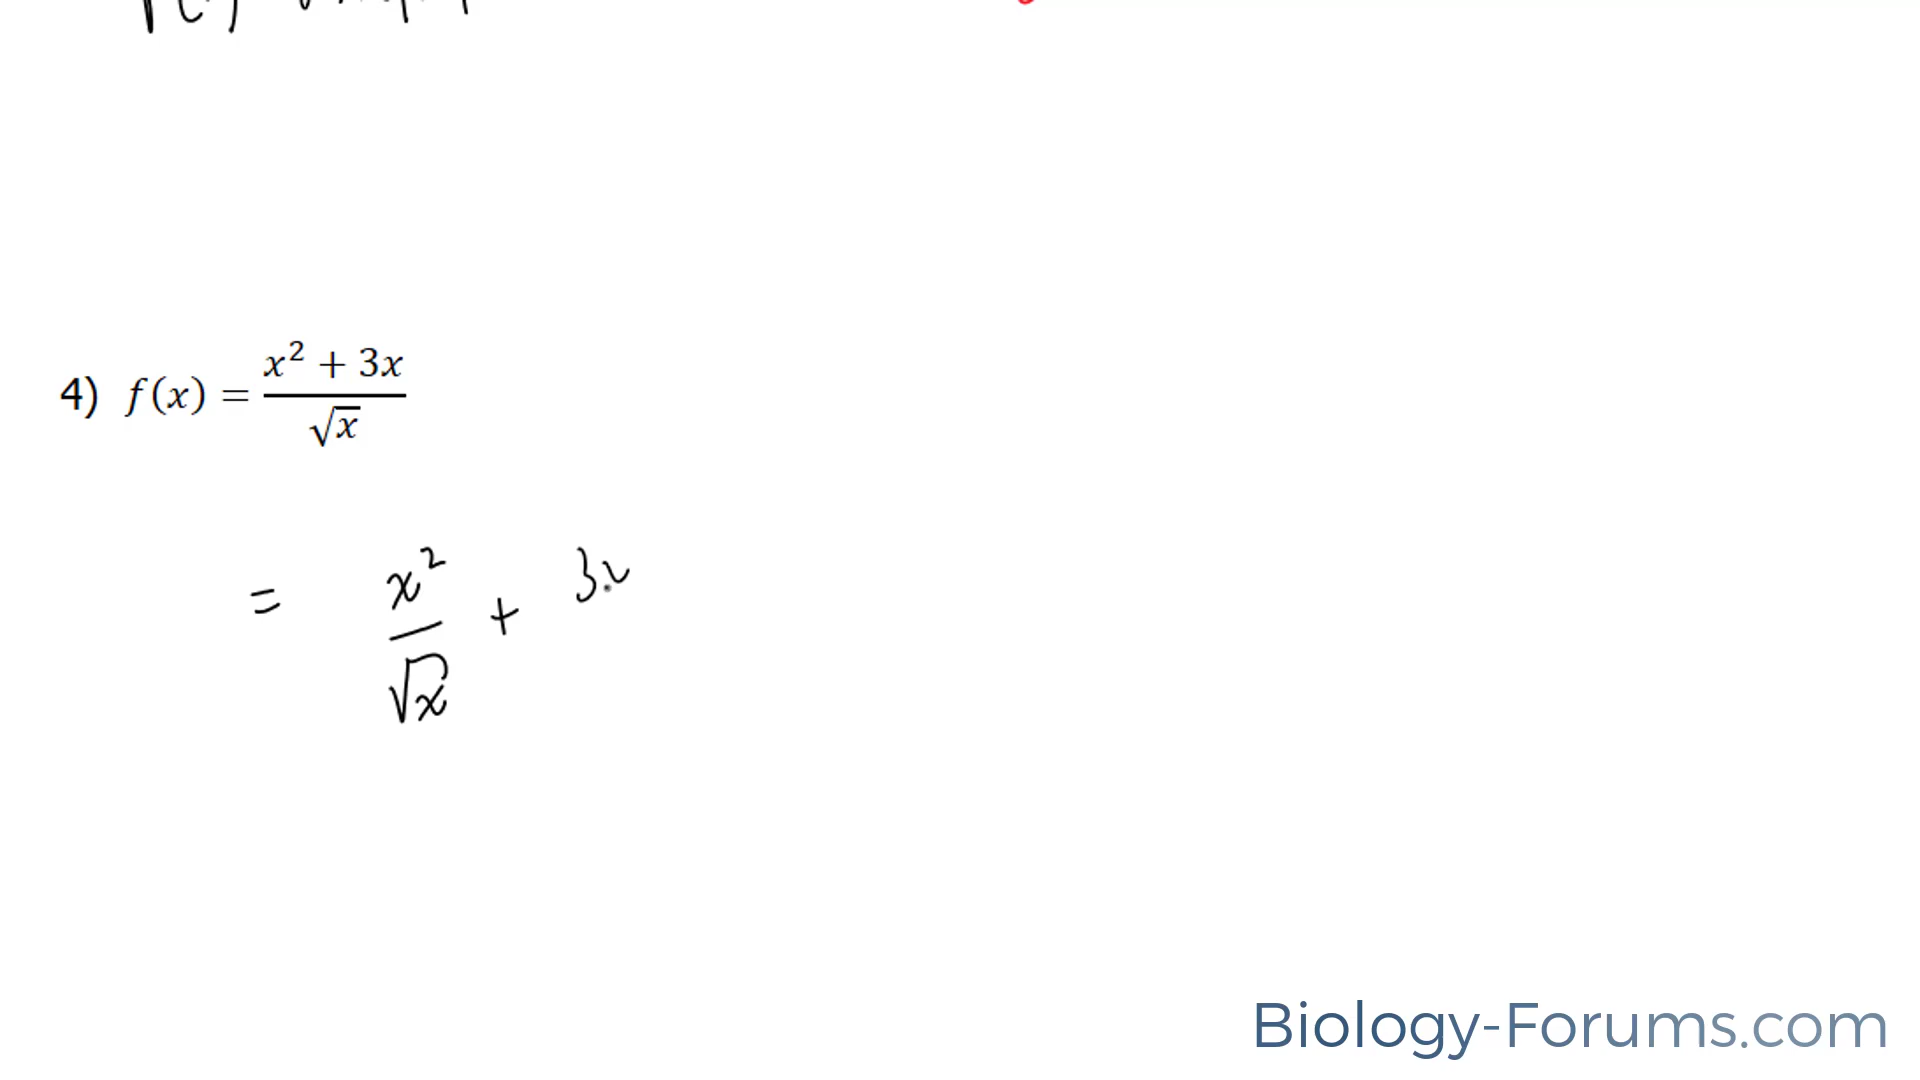 4) f(x) = (x² + 3x)/√x
= x²/√x + 3x
Biology-Forums.com